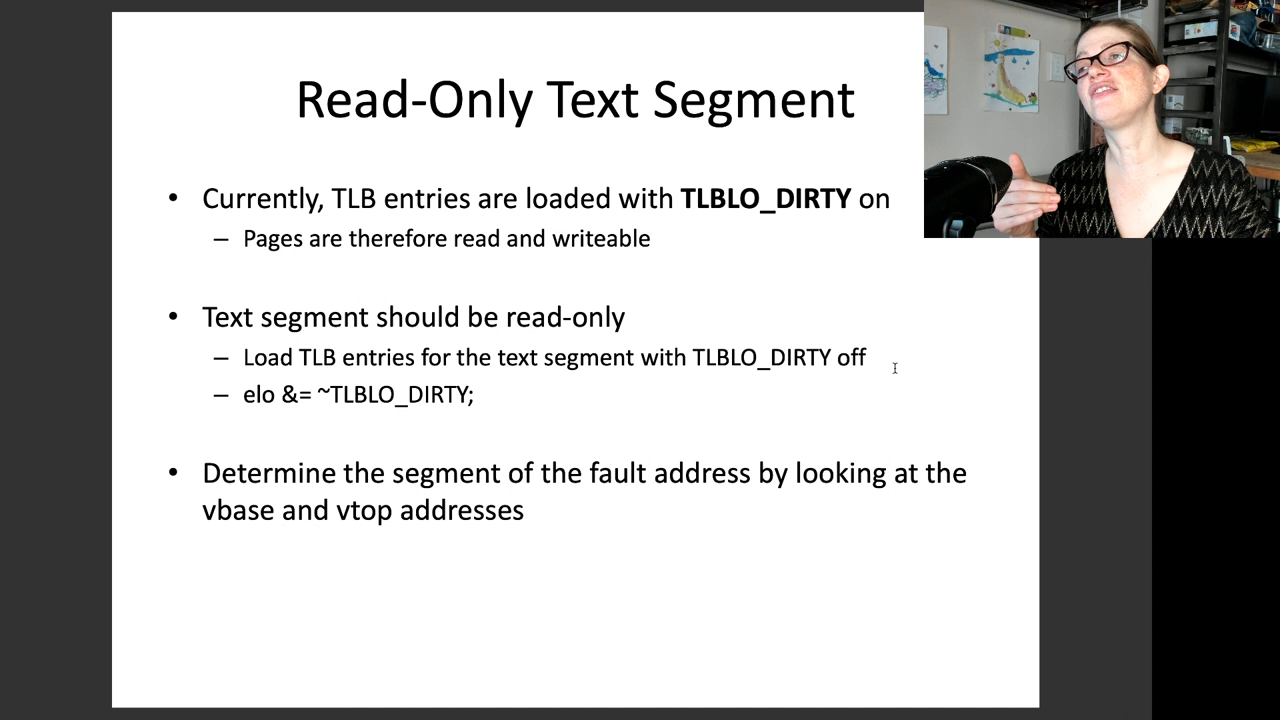 Read-Only Text Segment
• Currently, TLB entries are loaded with TLBLO_DIRTY on
– Pages are therefore read and writeable
• Text segment should be read-only
– Load TLB entries for the text segment with TLBLO_DIRTY off
– elo &= ~TLBLO_DIRTY;
• Determine the segment of the fault address by looking at the
vbase and vtop addresses